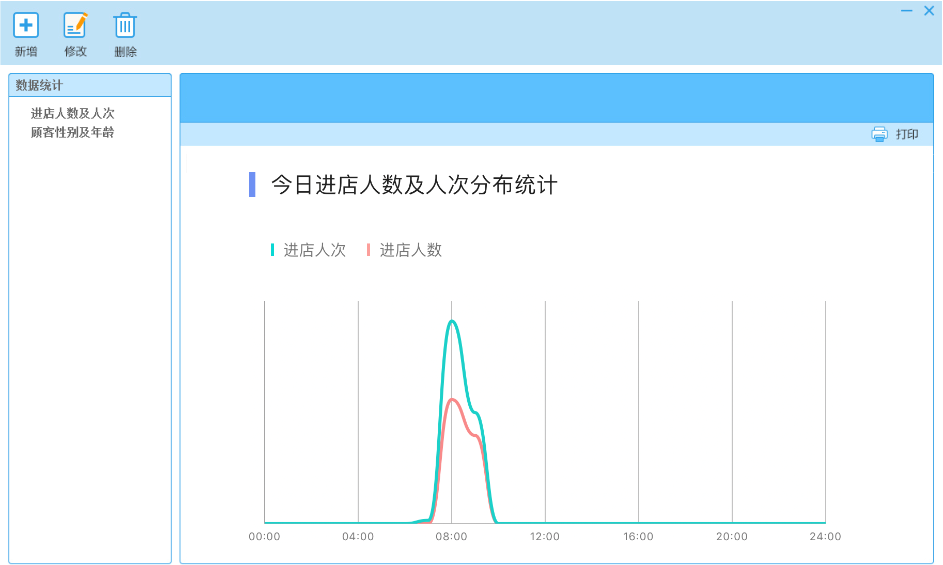 新增 修改 删除
数据统计
进店人数及人次
顾客性别及年龄
打印
今日进店人数及人次分布统计
进店人次 进店人数
00:00 04:00 08:00 12:00 16:00 20:00 24:00